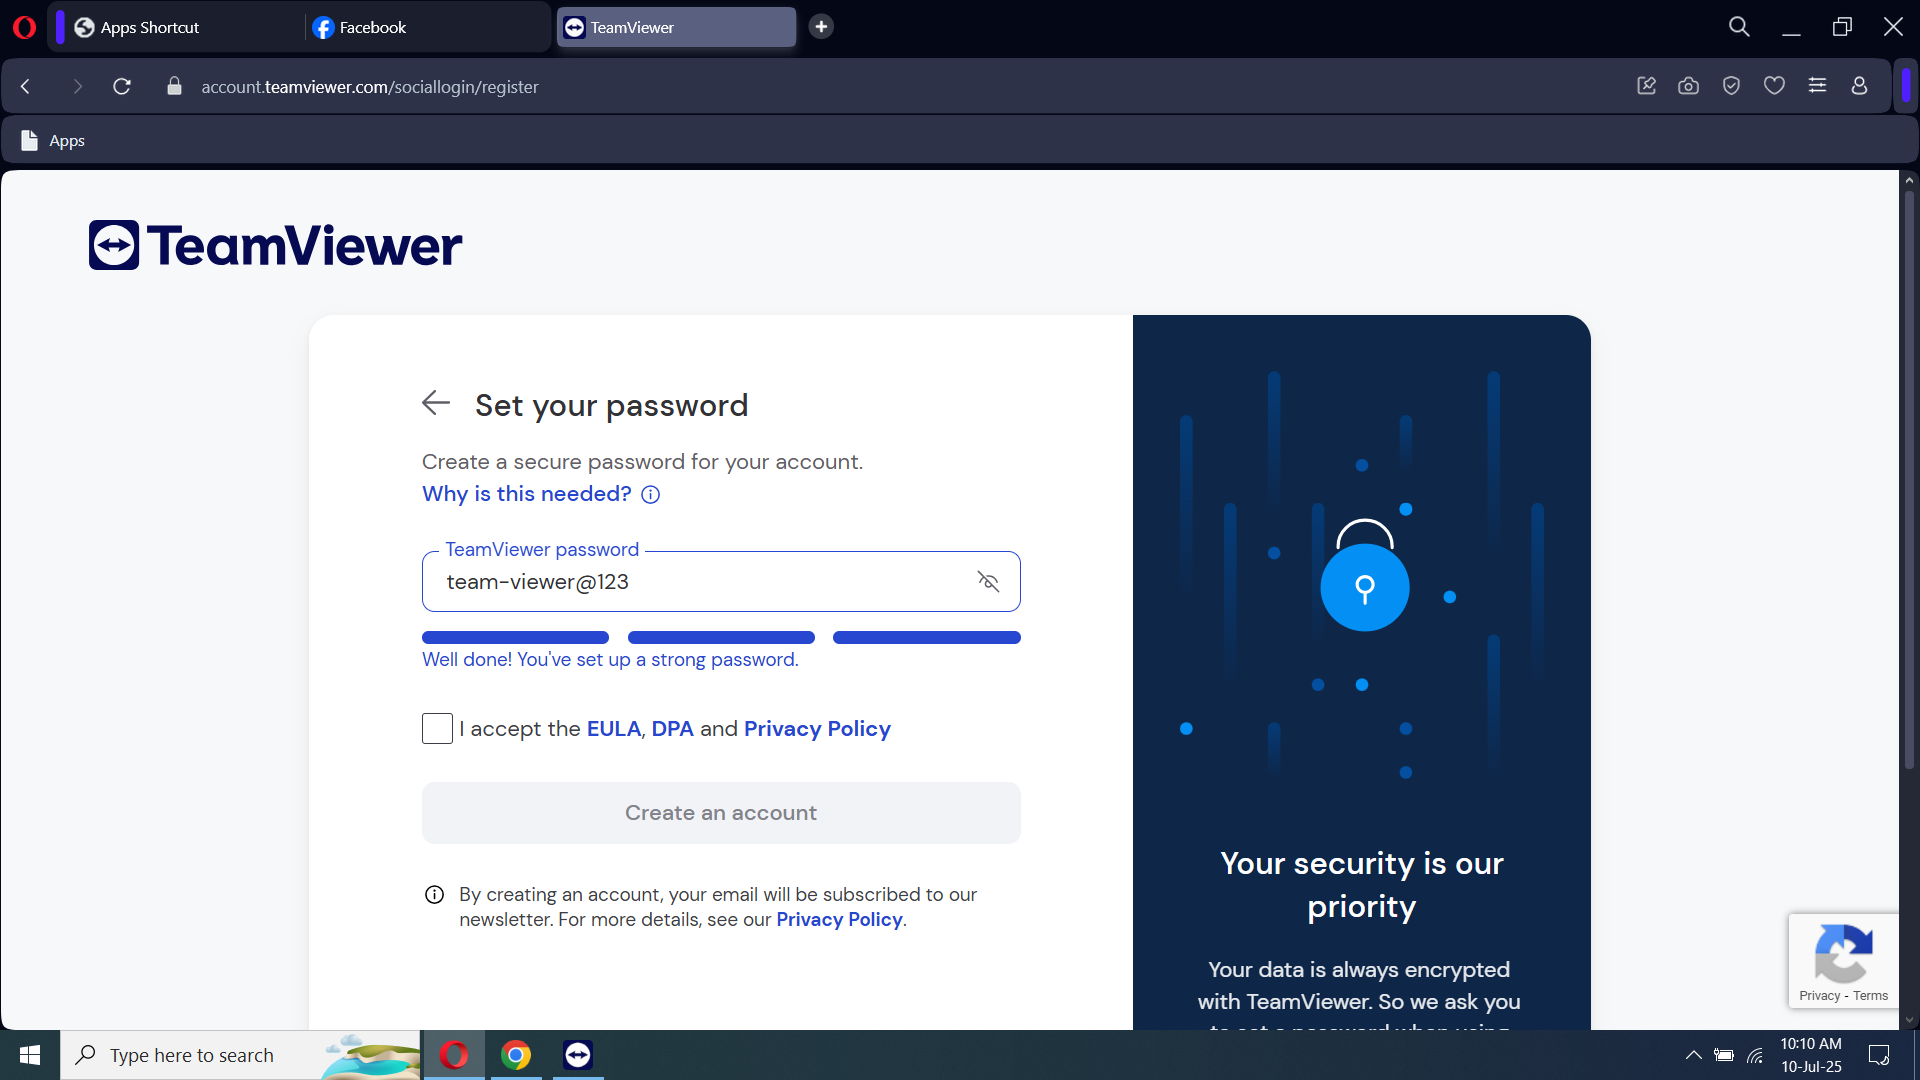 Apps Shortcut
Facebook
TeamViewer
account.teamviewer.com/sociallogin/register
Apps
TeamViewer
Set your password
Create a secure password for your account.
Why is this needed?
TeamViewer password
team-viewer@123
Well done! You've set up a strong password.
I accept the EULA, DPA and Privacy Policy
Create an account
By creating an account, your email will be subscribed to our
newsletter. For more details, see our Privacy Policy.
Your security is our
priority
Your data is always encrypted
with TeamViewer. So we ask you
Privacy - Terms
Type here to search
10:10 AM
10-Jul-25